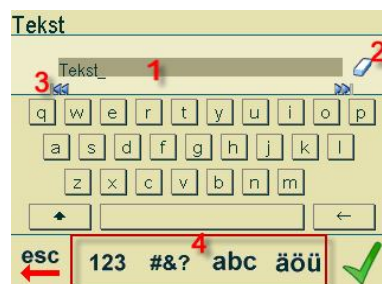 Tekst
2
Tekst_ 1
3
q w e r t y u i o p
a s d f g h j k l
z x c v b n m
4
esc 123 #&? abc äöü